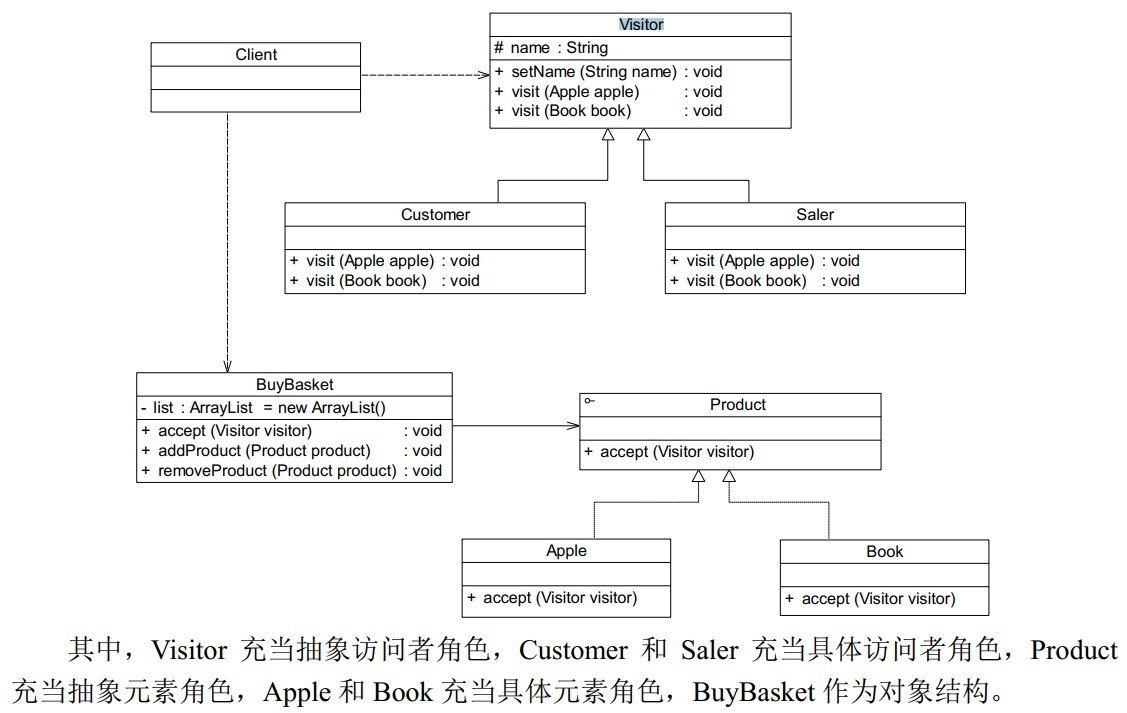 Visitor
# name : String
+ setName (String name) : void
+ visit (Apple apple) : void
+ visit (Book book) : void
Client
Customer
+ visit (Apple apple) : void
+ visit (Book book) : void
Saler
+ visit (Apple apple) : void
+ visit (Book book) : void
BuyBasket
- list : ArrayList = new ArrayList()
+ accept (Visitor visitor) : void
+ addProduct (Product product) : void
+ removeProduct (Product product) : void
Product
+ accept (Visitor visitor)
Apple
+ accept (Visitor visitor)
Book
+ accept (Visitor visitor)
其中，Visitor 充当抽象访问者角色，Customer 和 Saler 充当具体访问者角色，Product
充当抽象元素角色，Apple 和 Book 充当具体元素角色，BuyBasket 作为对象结构。